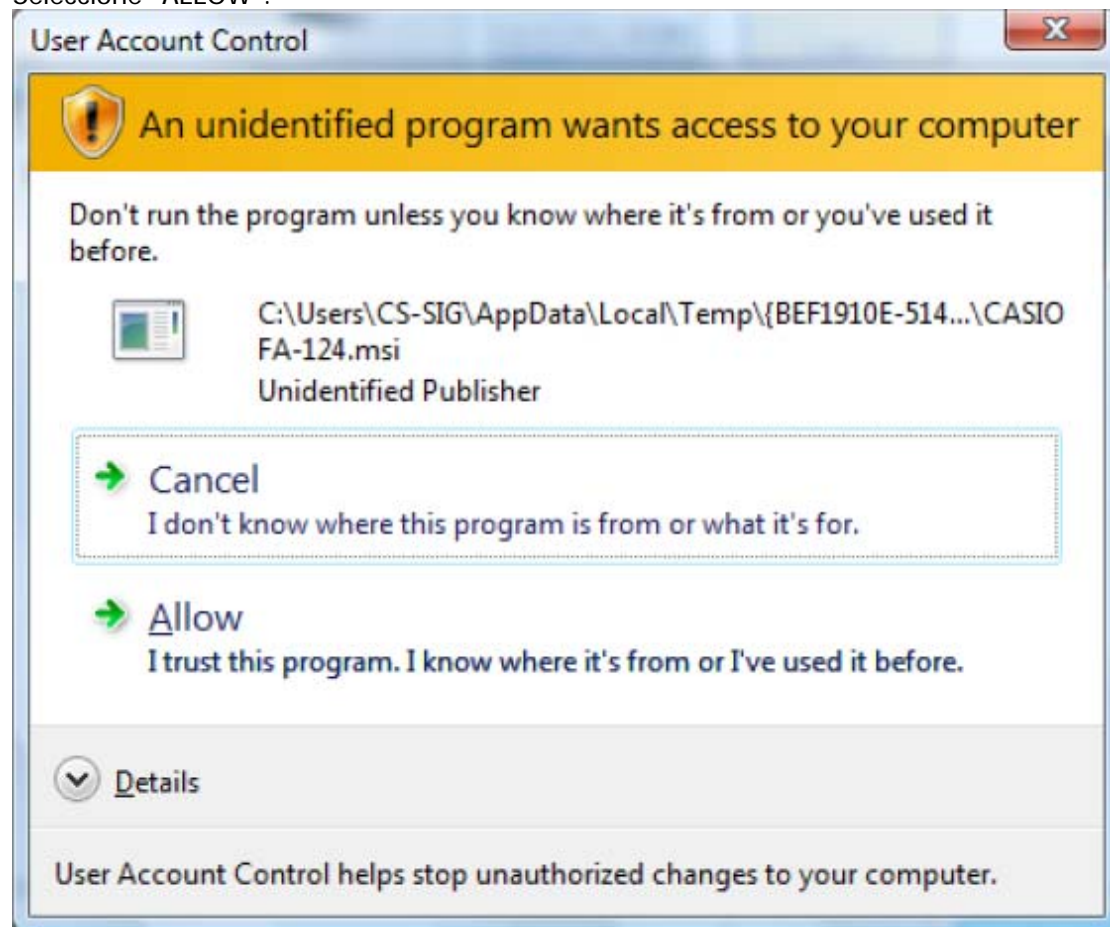 Seleccione "ALLOW".
User Account Control
An unidentified program wants access to your computer
Don't run the program unless you know where it's from or you've used it
before.
C:\Users\CS-SIG\AppData\Local\Temp\{BEF1910E-514...\CASIO
FA-124.msi
Unidentified Publisher
Cancel
I don't know where this program is from or what it's for.
Allow
I trust this program. I know where it's from or I've used it before.
Details
User Account Control helps stop unauthorized changes to your computer.